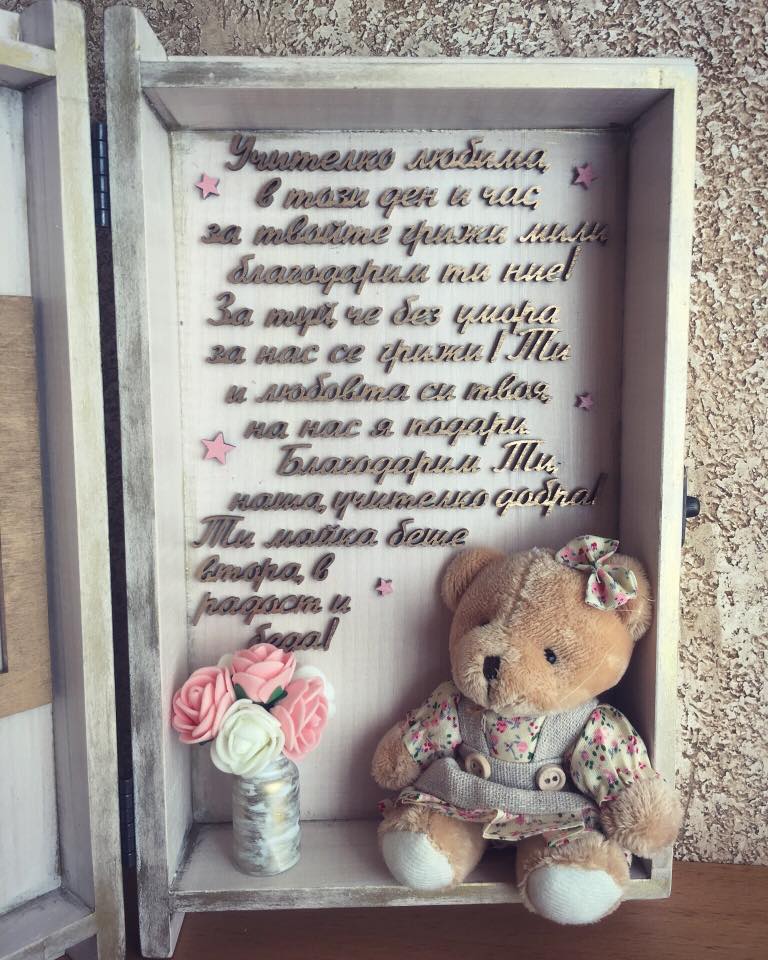 Учителко любима,
в този ден и час,
за твойте грижи мили
благодарим ти ние!
За туй, че без умора
за нас се грижи! Ти
и любовта си твоя,
на нас я подари.
Благодарим Ти,
наша, учителко добра!
Ти майка беше
втора, в
радост и
беда!